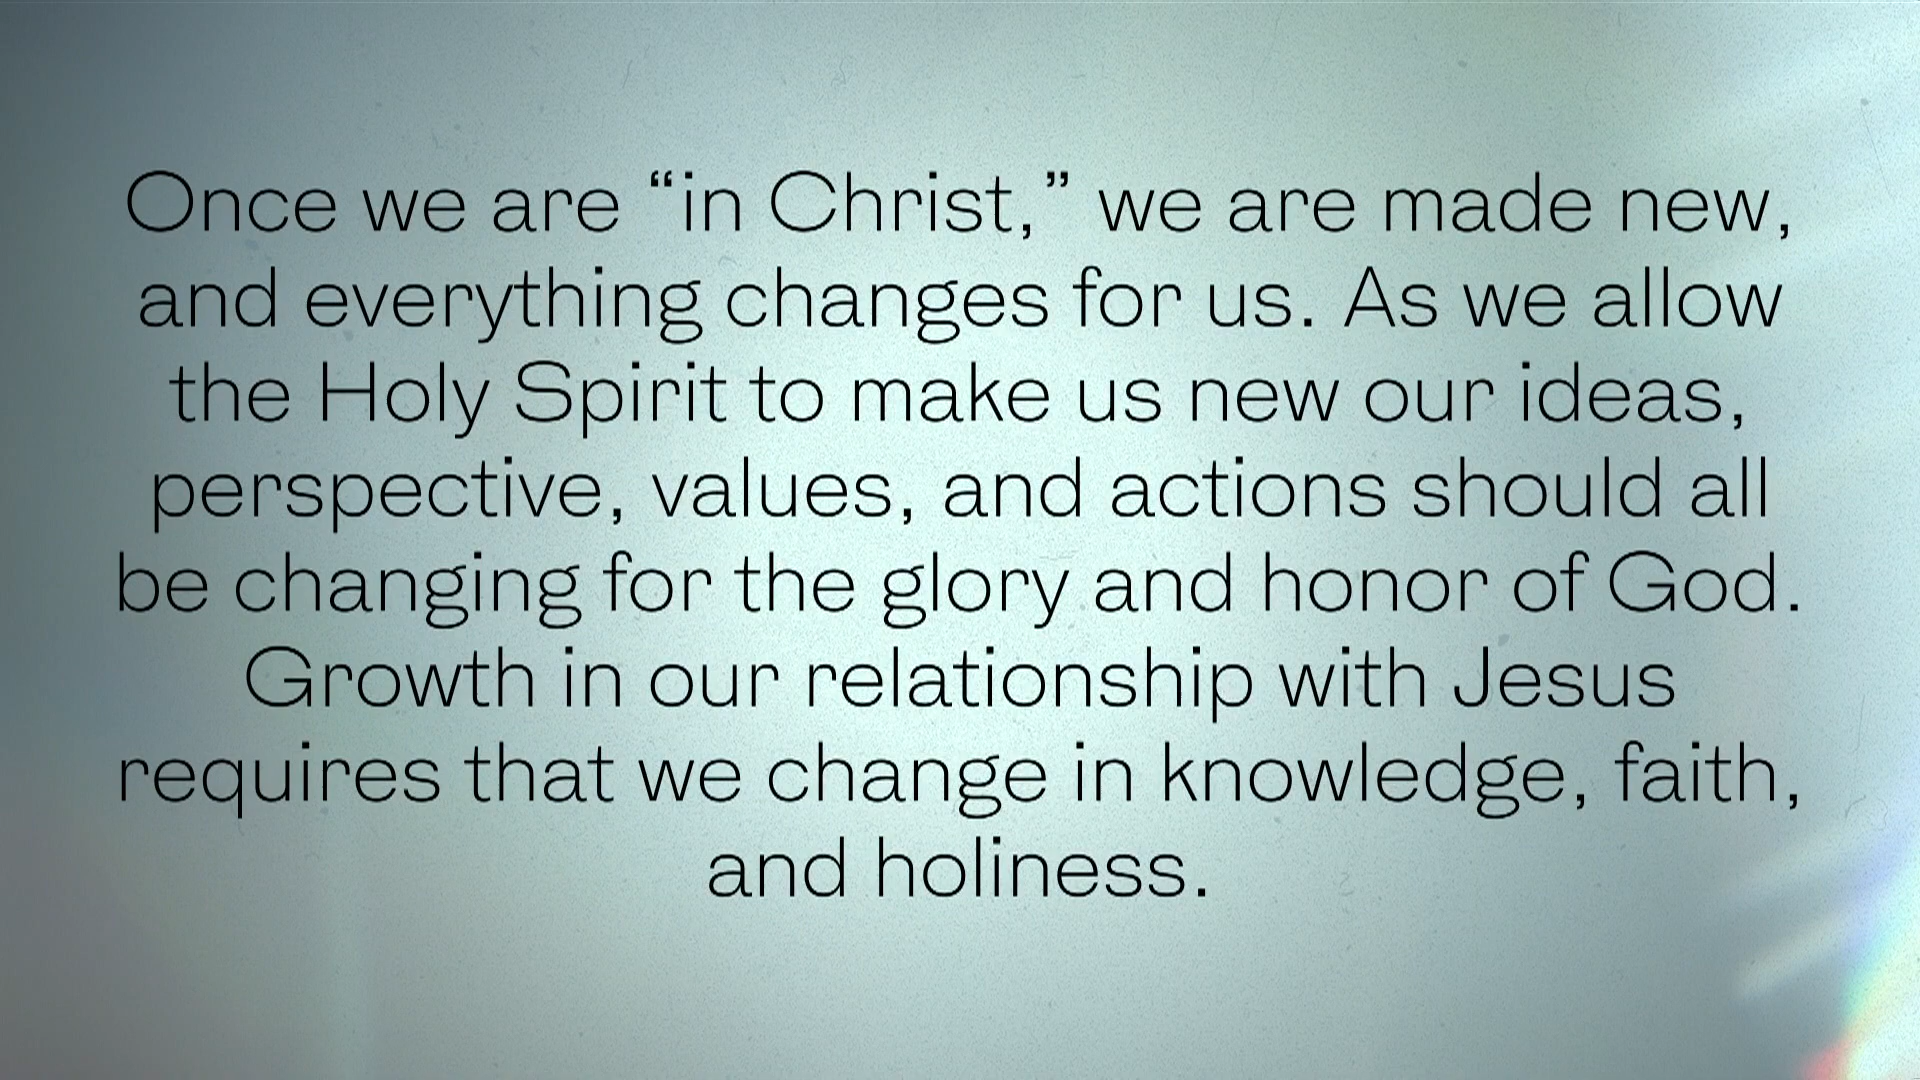 Once we are “in Christ,” we are made new,
and everything changes for us. As we allow
the Holy Spirit to make us new our ideas,
perspective, values, and actions should all
be changing for the glory and honor of God.
Growth in our relationship with Jesus
requires that we change in knowledge, faith,
and holiness.